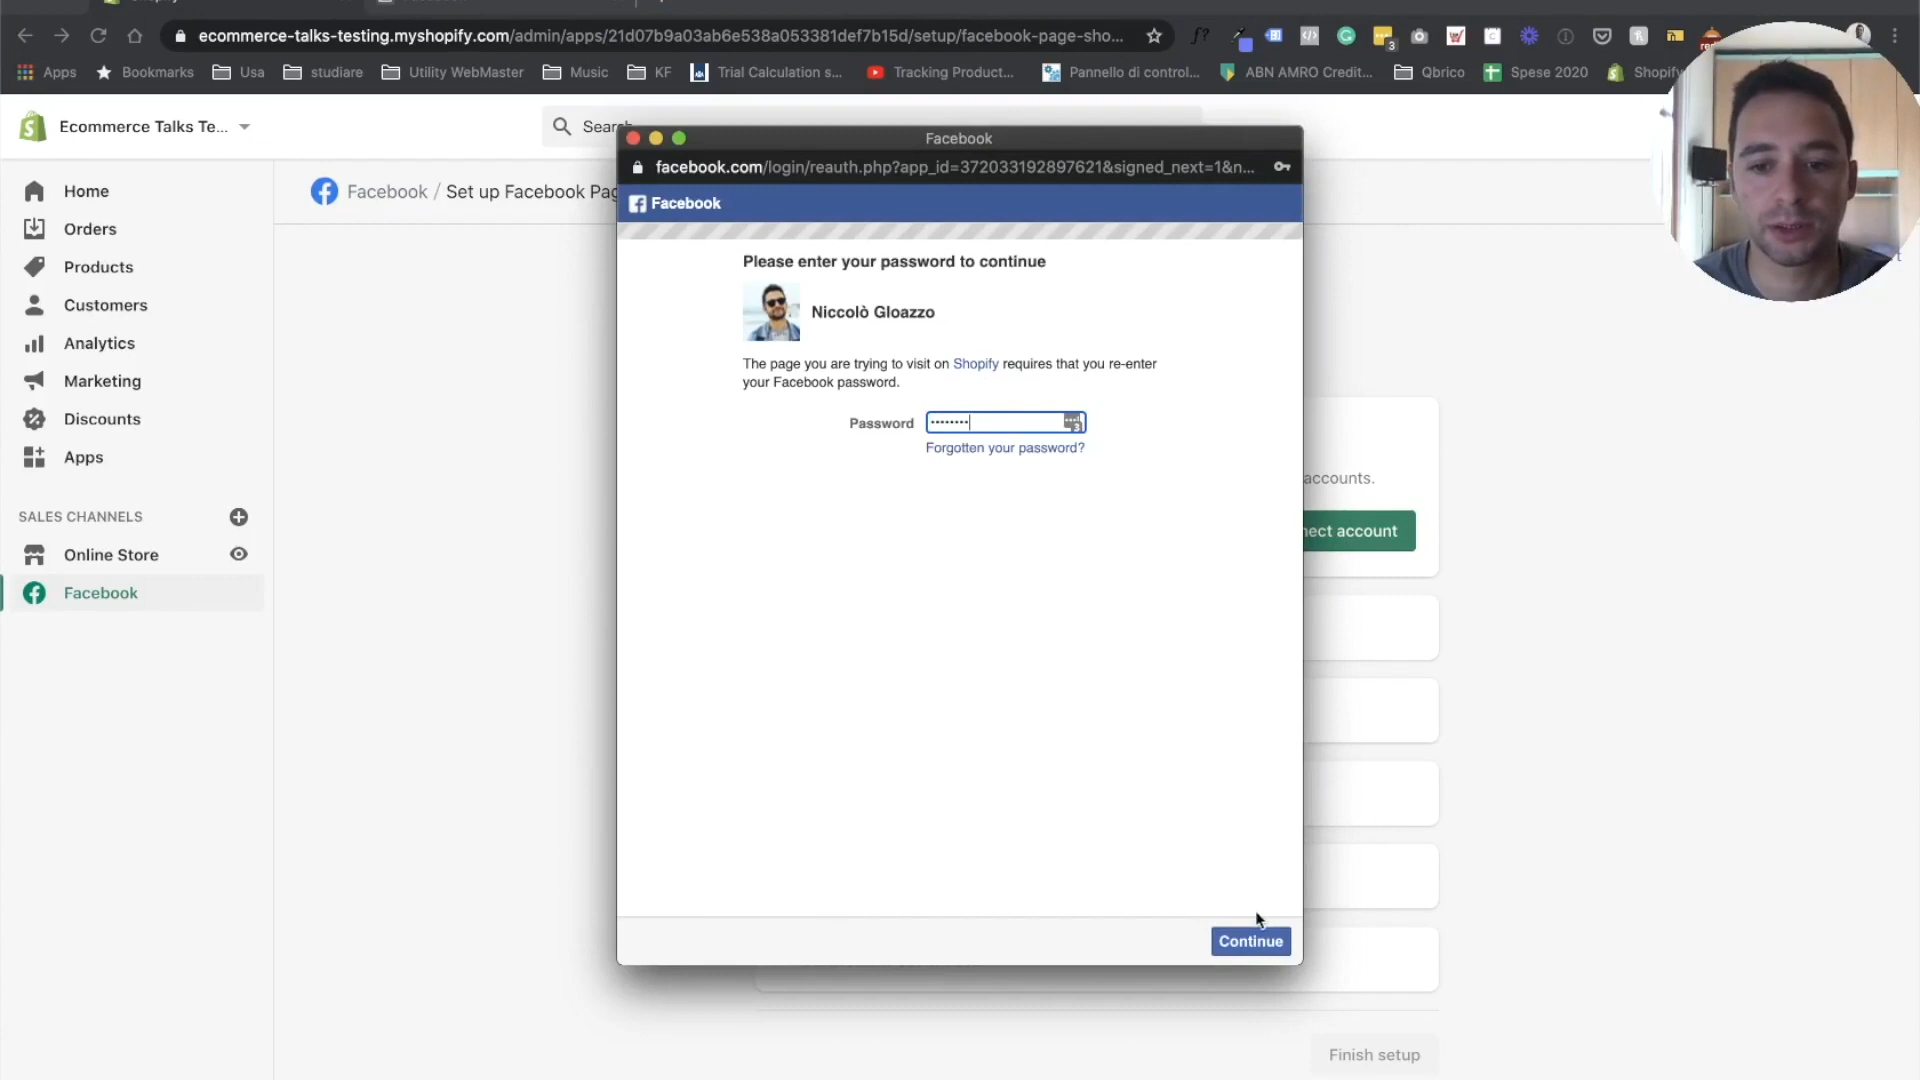 ecommerce-talks-testing.myshopify.com/admin/apps/21d07b9a03ab6e538a053381def7b15d/setup/facebook-page-sho...
Apps Bookmarks Usa studiare Utility WebMaster Music KF Trial Calculation s... Tracking Product... Pannello di control... ABN AMRO Credit... Qbrico Spese 2020 Shopify
Ecommerce Talks Te...
Search
Facebook
facebook.com/login/reauth.php?app_id=372033192897621&signed_next=1&n...
Facebook
Home
Orders
Products
Customers
Analytics
Marketing
Discounts
Apps
SALES CHANNELS
Online Store
Facebook
Facebook / Set up Facebook Pag
Please enter your password to continue
Niccolò Gloazzo
The page you are trying to visit on Shopify requires that you re-enter
your Facebook password.
Password ••••••••
Forgotten your password?
accounts.
nect account
Continue
Finish setup